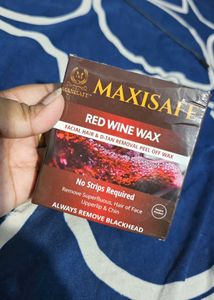 MAXISAFE
RED WINE WAX
FACIAL HAIR & D-TAN REMOVAL PEEL OFF WAX
No Strips Required
Remove Superfluous, Hair of Face
Upperlip & Chin
ALWAYS REMOVE BLACKHEAD